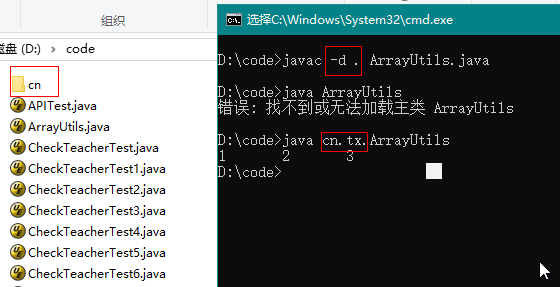 组织
磁盘 (D:) › code
cn
APITest.java
ArrayUtils.java
CheckTeacherTest.java
CheckTeacherTest1.java
CheckTeacherTest2.java
CheckTeacherTest3.java
CheckTeacherTest4.java
CheckTeacherTest5.java
CheckTeacherTest6.java
选择C:\Windows\System32\cmd.exe
D:\code>javac -d . ArrayUtils.java
D:\code>java ArrayUtils
错误: 找不到或无法加载主类 ArrayUtils
D:\code>java cn.tx.ArrayUtils
1 2 3
D:\code>